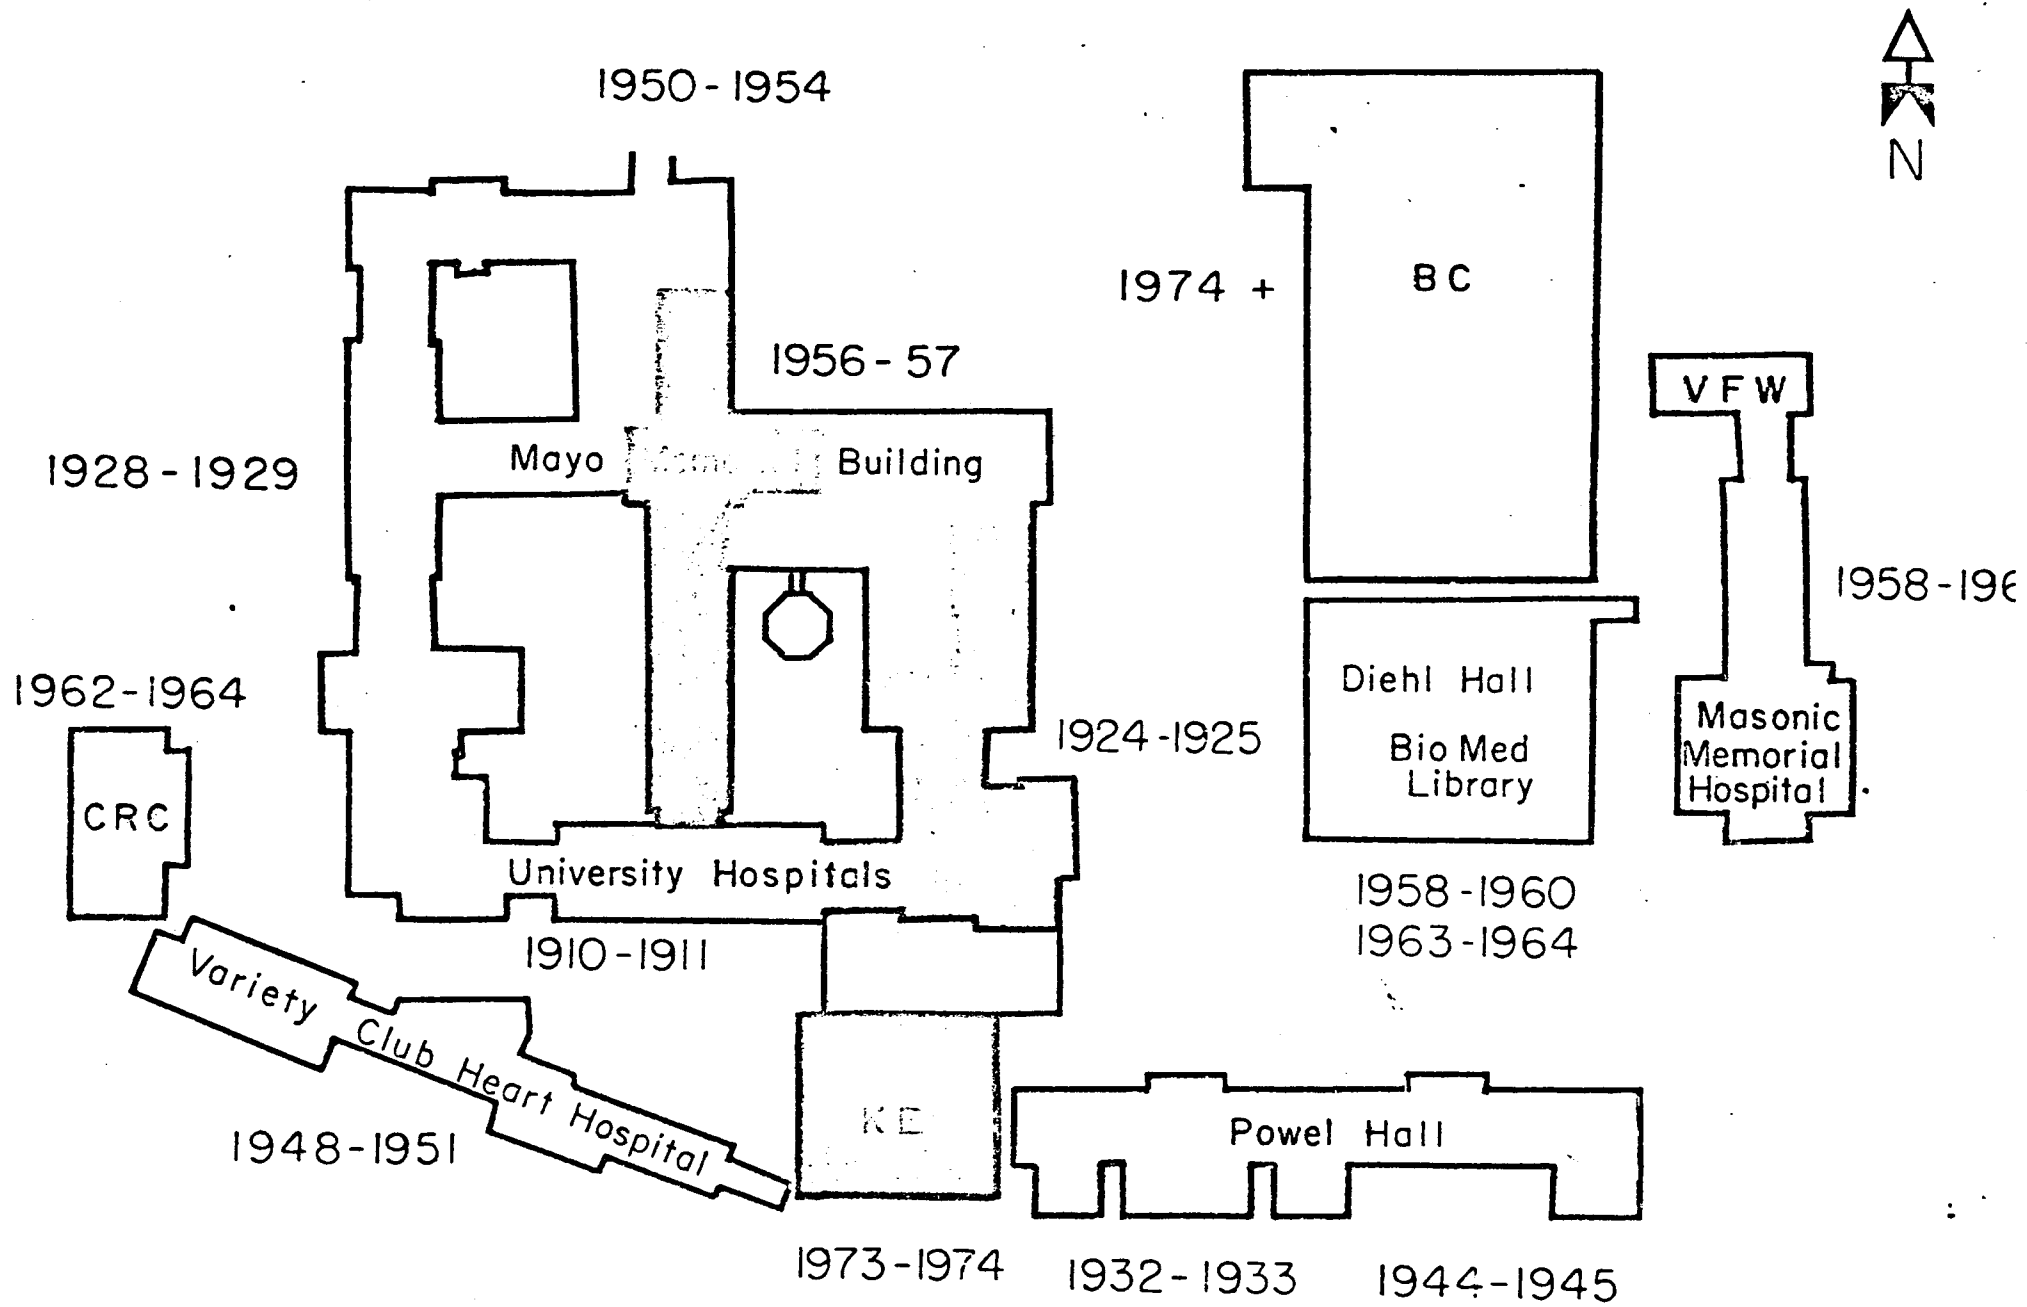 1950-1954
N
BC
1974 +
1956-57
VFW
Mayo Building
1928-1929
1958-196
Diehl Hall
1962-1964
Masonic
1924-1925
Bio Med
Memorial
Library
Hospital
CRC
University Hospitals
1958-1960
1910-1911
1963-1964
Variety Club Heart Hospital
KE
Powel Hall
1948-1951
1973-1974
1932-1933
1944-1945